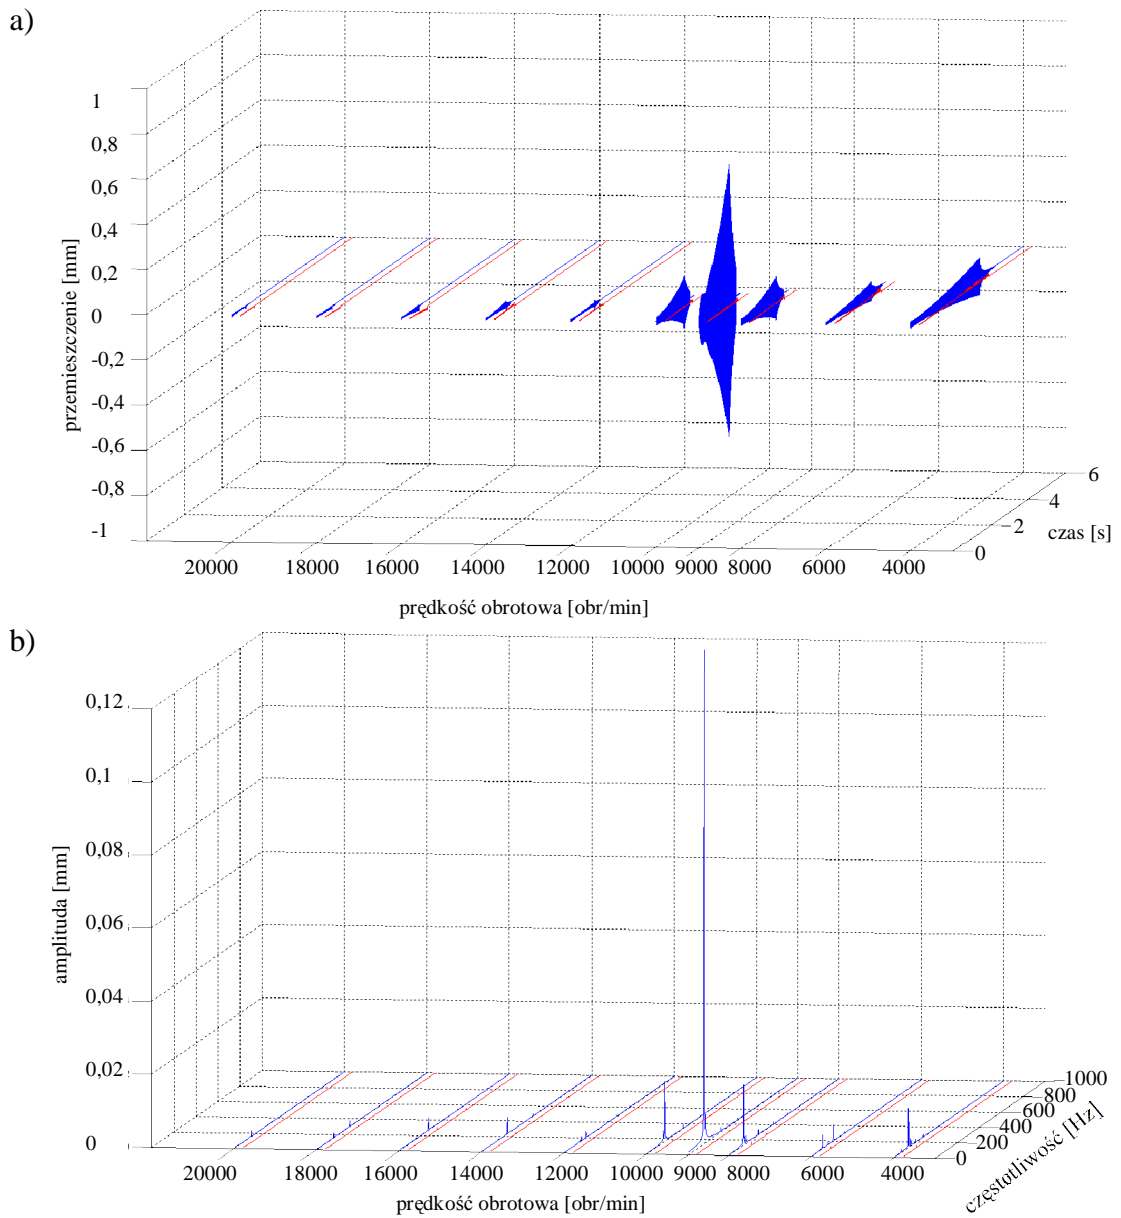 a)
1
0,8
0,6
0,4
0,2
0
-0,2
-0,4
-0,6
-0,8
-1
przemieszczenie [mm]
6
4
2
0
czas [s]
20000 18000 16000 14000 12000 10000 9000 8000 6000 4000
prędkość obrotowa [obr/min]
b)
0,12
0,1
0,08
0,06
0,04
0,02
0
amplituda [mm]
1000
800
600
400
200
0
częstotliwość [Hz]
20000 18000 16000 14000 12000 10000 9000 8000 6000 4000
prędkość obrotowa [obr/min]